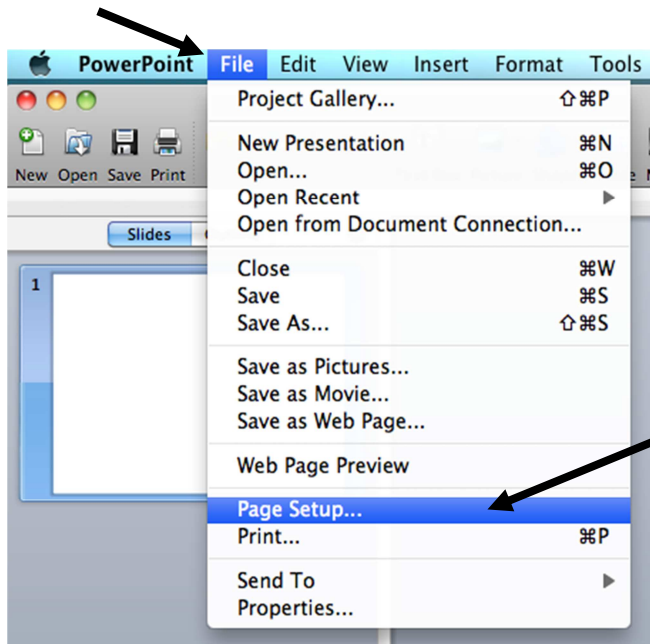 PowerPoint File Edit View Insert Format Tools
Project Gallery... ⇧⌘P
New Presentation ⌘N
Open... ⌘O
Open Recent ▶
Open from Document Connection...
Close ⌘W
Save ⌘S
Save As... ⇧⌘S
Save as Pictures...
Save as Movie...
Save as Web Page...
Web Page Preview
Page Setup...
Print... ⌘P
Send To ▶
Properties...
New Open Save Print
Slides
1